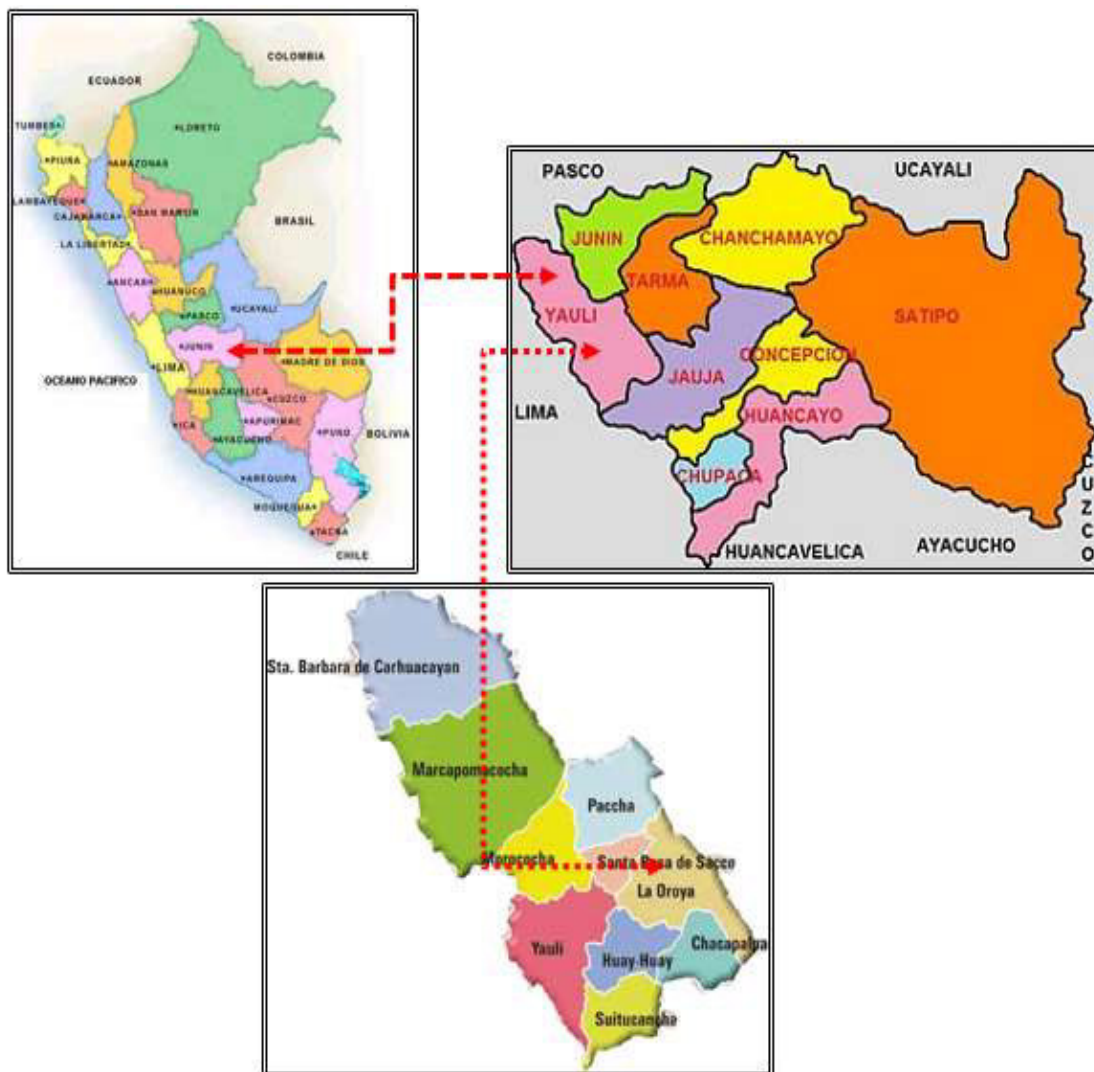 COLOMBIA
ECUADOR
TUMBES
LORETO
PIURA
AMAZONAS
LAMBAYEQUE
CAJAMARCA
SAN MARTIN
BRASIL
LA LIBERTAD
ANCASH
HUANUCO
UCAYALI
PASCO
JUNIN
LIMA
MADRE DE DIOS
OCEANO PACIFICO
HUANCAVELICA
CUZCO
ICA
APURIMAC
PUNO
BOLIVIA
AYACUCHO
AREQUIPA
MOQUEGUA
TACNA
CHILE
PASCO
UCAYALI
JUNIN
CHANCHAMAYO
TARMA
YAULI
SATIPO
CONCEPCION
JAUJA
LIMA
HUANCAYO
CHUPACA
CUZCO
AYACUCHO
HUANCAVELICA
Sta. Barbara de Carhuacayan
Marcapomacocha
Paccha
Morococha
Santa Rosa de Sacco
La Oroya
Yauli
Chacapalpa
Huay-Huay
Suitucancha